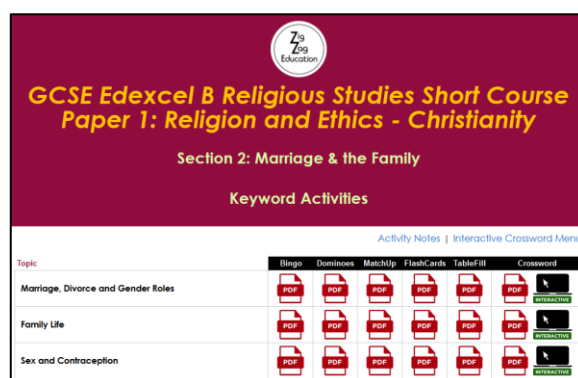 Zig
Zag
Education
GCSE Edexcel B Religious Studies Short Course
Paper 1: Religion and Ethics - Christianity
Section 2: Marriage & the Family
Keyword Activities
Activity Notes | Interactive Crossword Menu
Topic Bingo Dominoes MatchUp FlashCards TableFill Crossword
Marriage, Divorce and Gender Roles PDF PDF PDF PDF PDF PDF INTERACTIVE
Family Life PDF PDF PDF PDF PDF PDF INTERACTIVE
Sex and Contraception PDF PDF PDF PDF PDF PDF INTERACTIVE